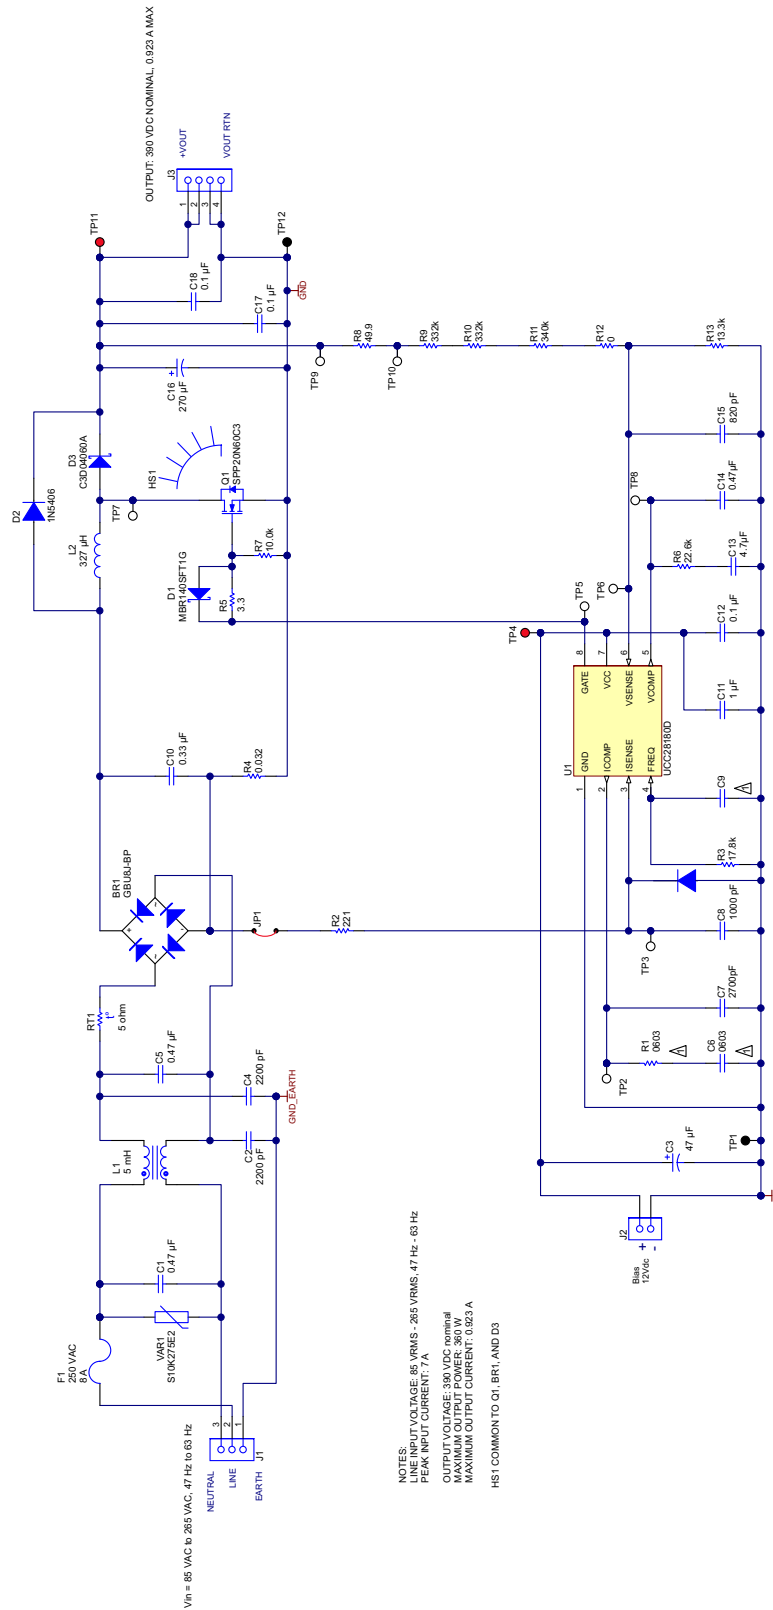 Vin = 85 VAC to 265 VAC, 47 Hz to 63 Hz
NEUTRAL
LINE
EARTH
3
2
1
J1
F1
250 VAC
8 A
VAR1
S10K275E2
C1
0.47 µF
L1
5 mH
C2
2200 pF
C4
2200 pF
GND_EARTH
C5
0.47 µF
RT1
t°
5 ohm
BR1
GBU8J-BP
+
~
~
-
JP1
R2
221
C10
0.33 µF
R4
0.032
L2
327 µH
D2
1N5406
D3
C3D04060A
TP7
HS1
Q1
SPP20N60C3
D1
MBR140SFT1G
R5
3.3
R7
10.0k
C16
270 µF
+
C17
0.1 µF
C18
0.1 µF
GND
TP11
TP12
OUTPUT: 390 VDC NOMINAL, 0.923 A MAX
J3
+VOUT
VOUT RTN
1
2
3
4
TP9
R8
49.9
TP10
R9
332k
R10
332k
R11
340k
R12
0
R13
13.3k
NOTES:
LINE INPUT VOLTAGE: 85 VRMS - 265 VRMS, 47 Hz - 63 Hz
PEAK INPUT CURRENT: 7 A
OUTPUT VOLTAGE: 390 VDC nominal
MAXIMUM OUTPUT POWER: 360 W
MAXIMUM OUTPUT CURRENT: 0.923 A
HS1 COMMON TO Q1, BR1, AND D3
J2
+
-
Bias
12Vdc
C3
47 µF
+
TP1
TP2
R1
0603
1
C6
0603
1
C7
2700pF
TP3
C8
1000 pF
R3
17.8k
C9
1
U1
UCC28180D
GND
ICOMP
ISENSE
FREQ
GATE
VCC
VSENSE
VCOMP
1
2
3
4
8
7
6
5
TP4
TP5
TP6
TP8
C11
1 µF
C12
0.1 µF
R6
22.6k
C13
4.7µF
C14
0.47µF
C15
820 pF